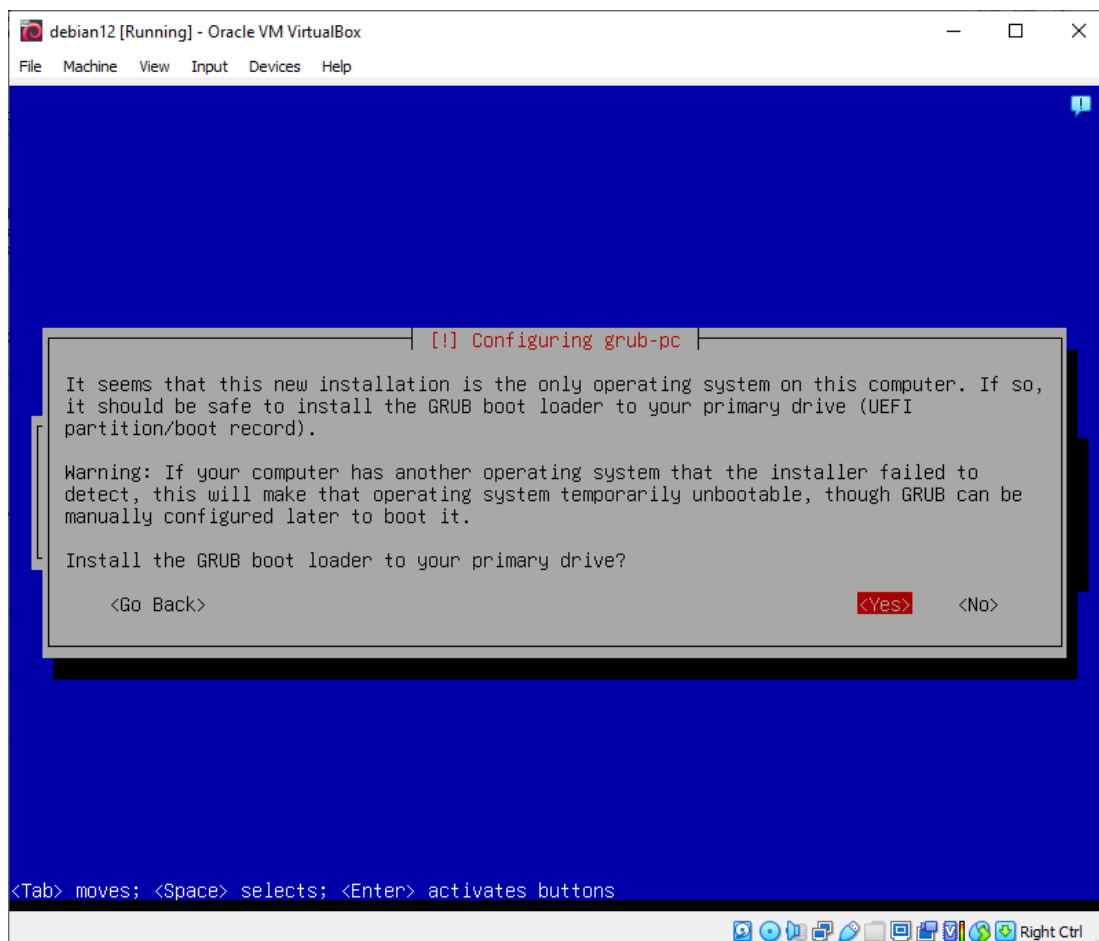 debian12 [Running] - Oracle VM VirtualBox
File Machine View Input Devices Help
[!] Configuring grub-pc
It seems that this new installation is the only operating system on this computer. If so,
it should be safe to install the GRUB boot loader to your primary drive (UEFI
partition/boot record).
Warning: If your computer has another operating system that the installer failed to
detect, this will make that operating system temporarily unbootable, though GRUB can be
manually configured later to boot it.
Install the GRUB boot loader to your primary drive?
<Go Back> <Yes> <No>
<Tab> moves; <Space> selects; <Enter> activates buttons
Right Ctrl